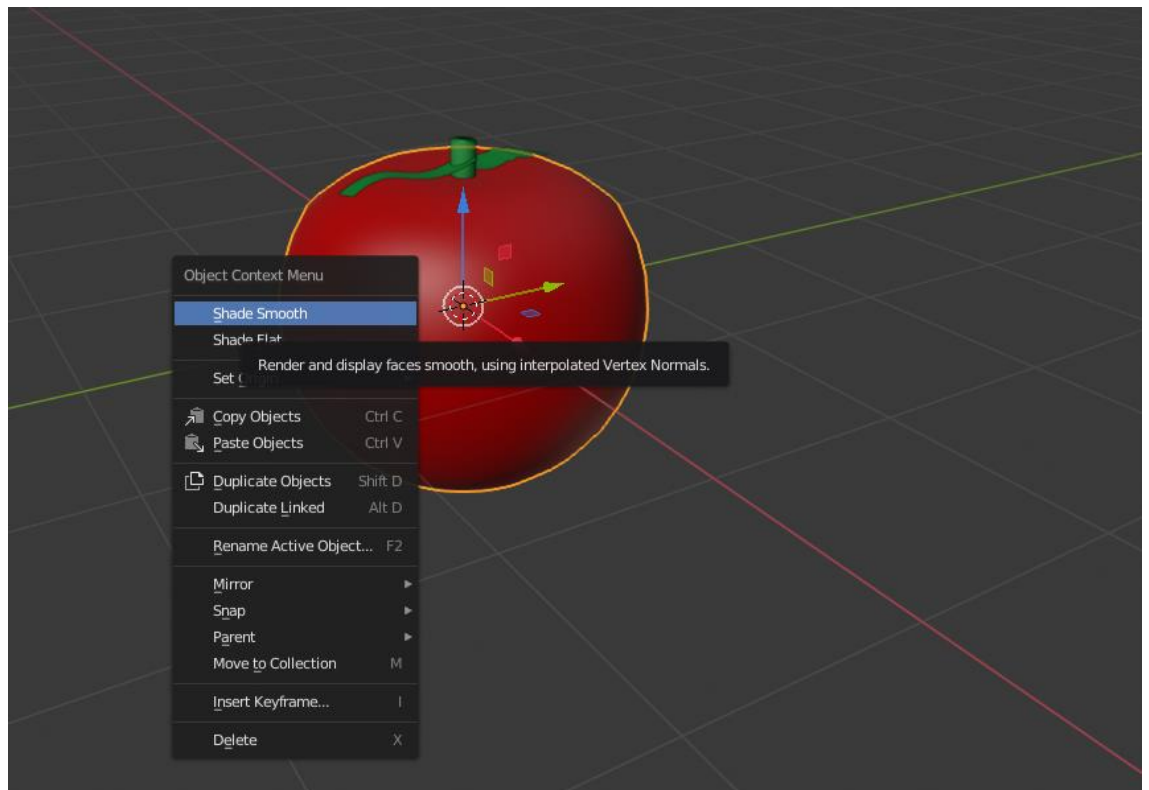 Object Context Menu
Shade Smooth
Shade Flat
Render and display faces smooth, using interpolated Vertex Normals.
Set Origin
Copy Objects Ctrl C
Paste Objects Ctrl V
Duplicate Objects Shift D
Duplicate Linked Alt D
Rename Active Object... F2
Mirror
Snap
Parent
Move to Collection M
Insert Keyframe... I
Delete X